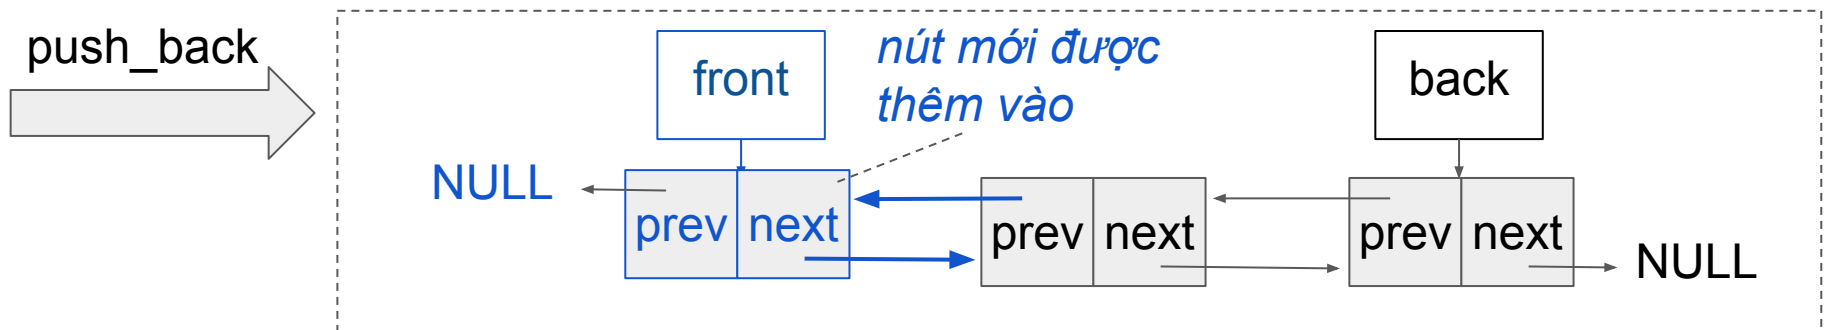 push_back
front
nút mới được
thêm vào
back
NULL
prev next
prev next
prev next
NULL